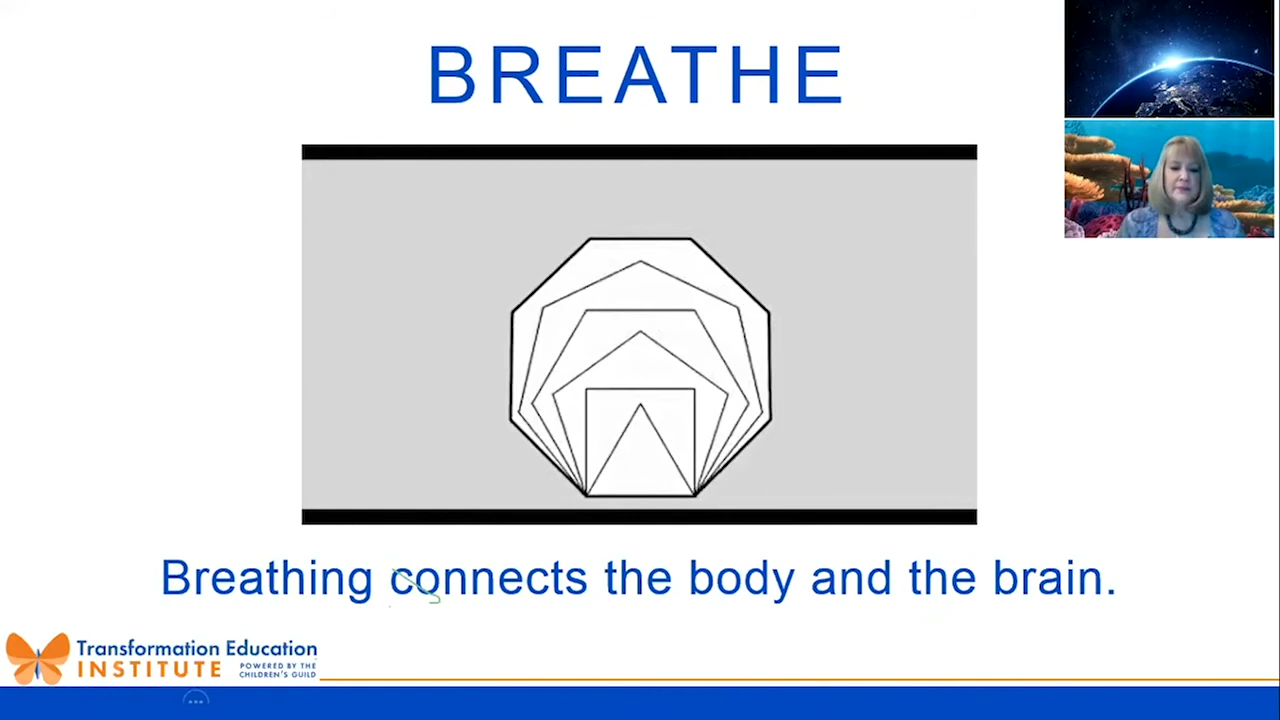 BREATHE
Breathing connects the body and the brain.
Transformation Education
INSTITUTE
POWERED BY THE
CHILDREN'S GUILD